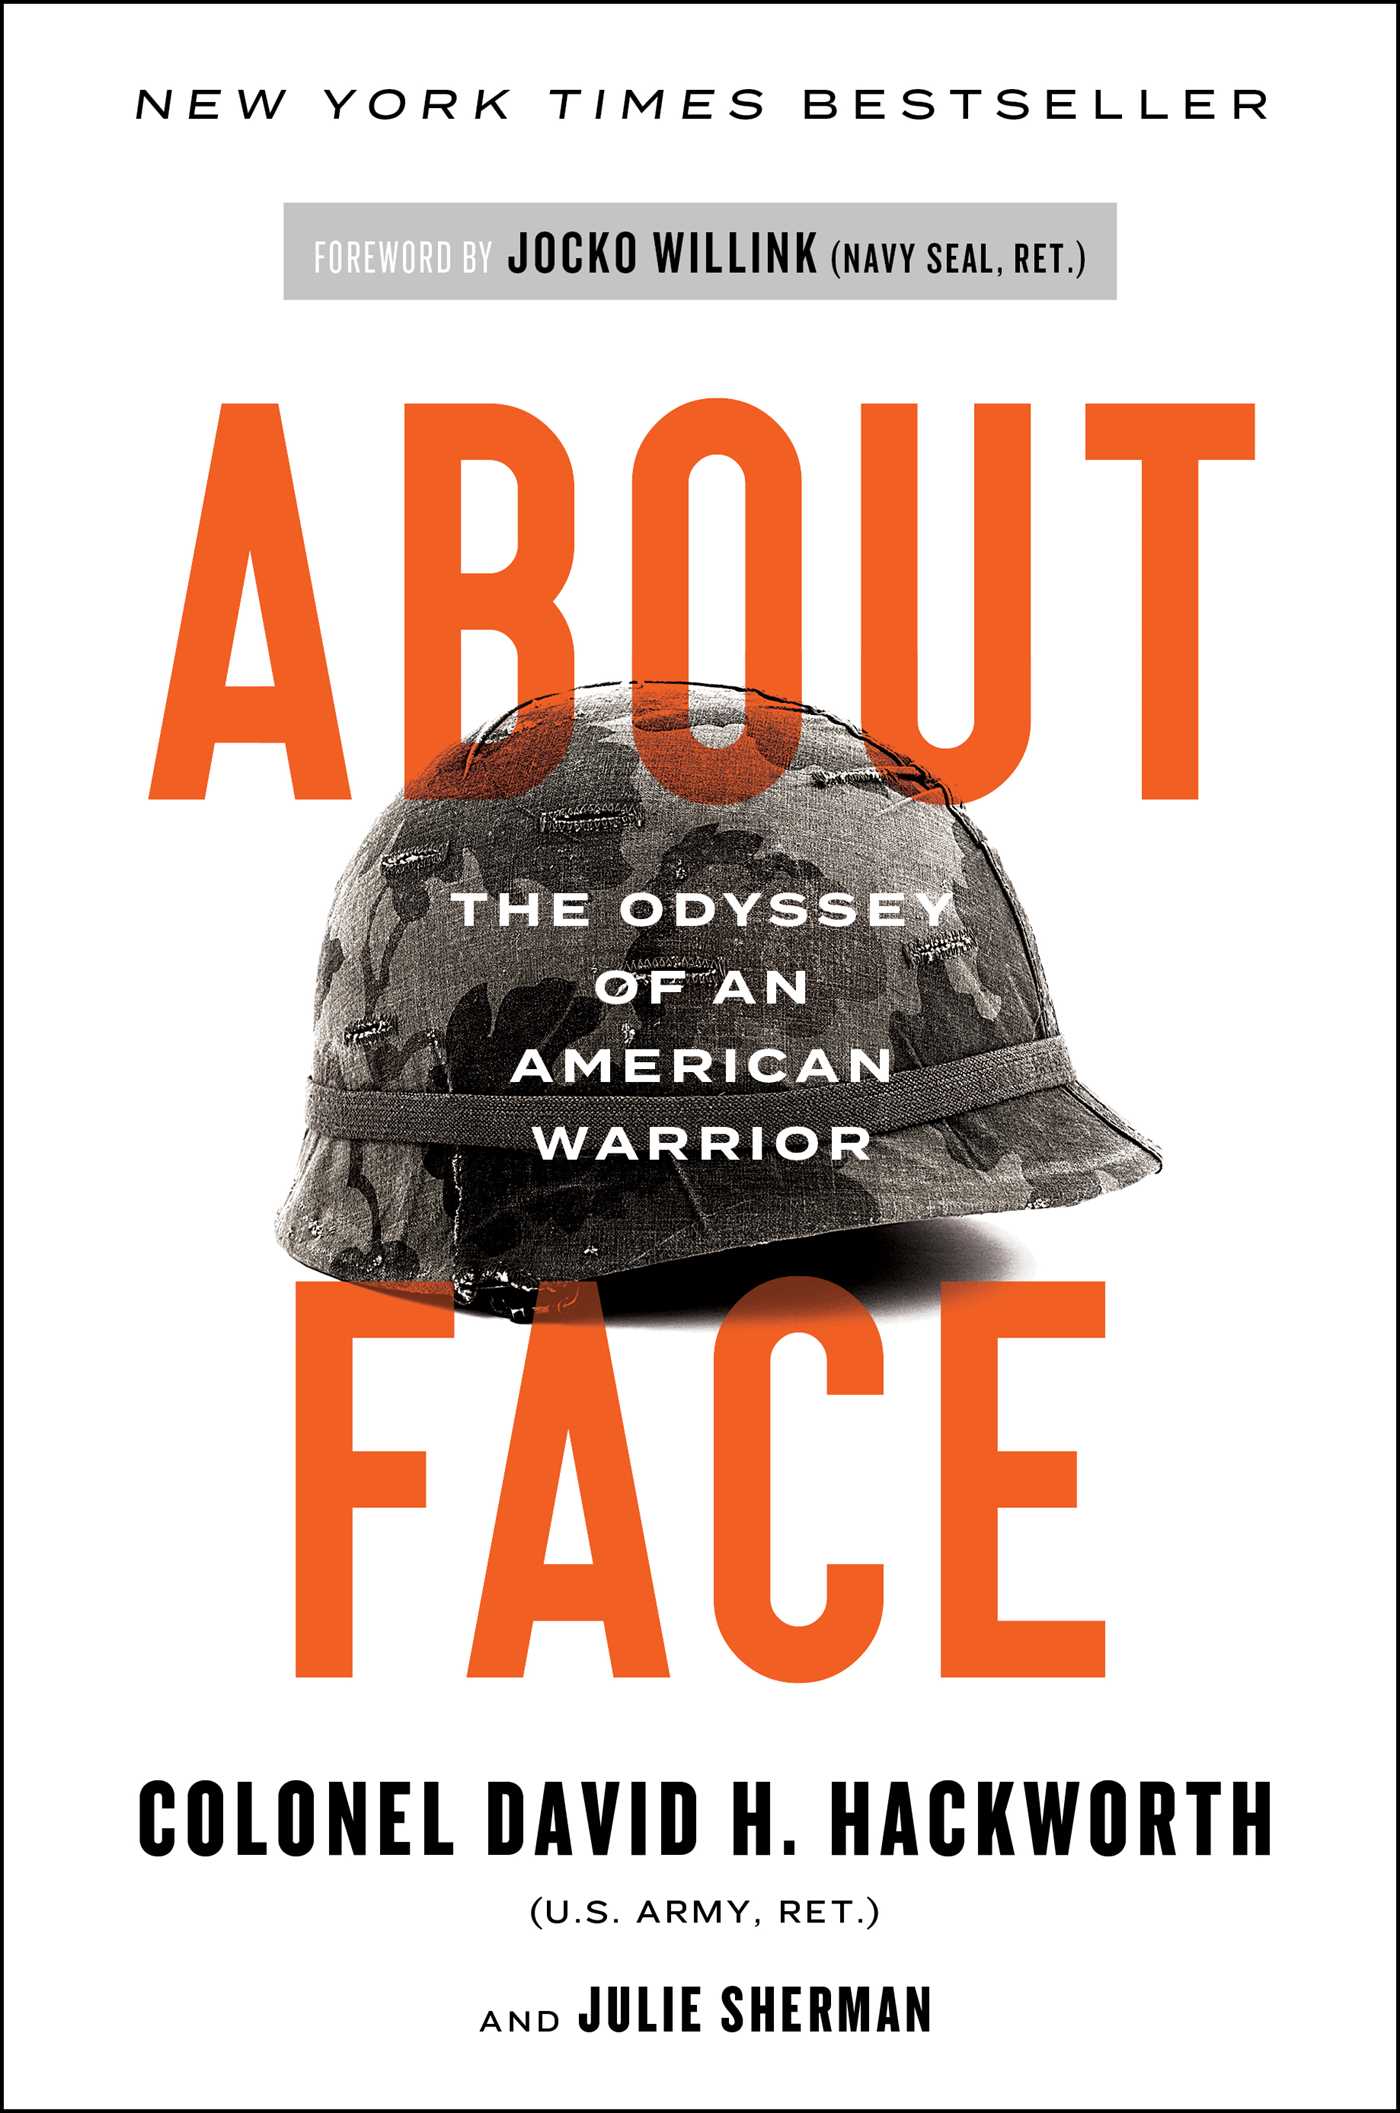 NEW YORK TIMES BESTSELLER
FOREWORD BY JOCKO WILLINK (NAVY SEAL, RET.)
ABOUT
THE ODYSSEY
OF AN
AMERICAN
WARRIOR
FACE
COLONEL DAVID H. HACKWORTH
(U.S. ARMY, RET.)
AND JULIE SHERMAN